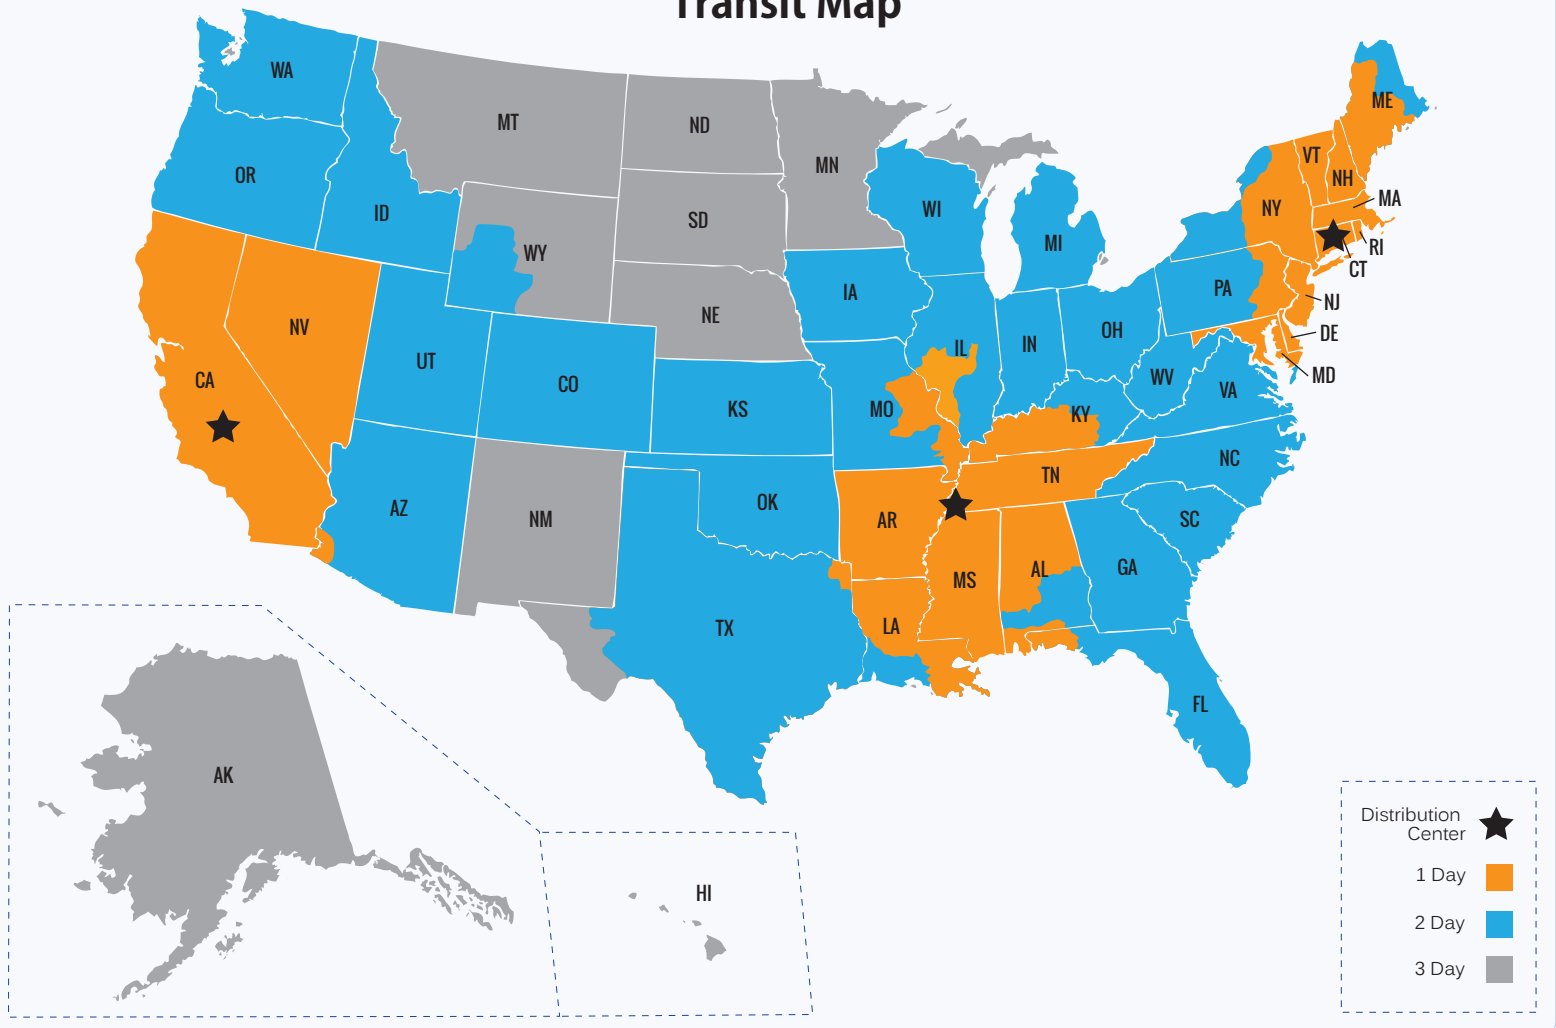 Transit Map
WA
MT
ND
MN
ME
VT
NH
OR
ID
WY
SD
WI
MI
NY
MA
RI
CT
NV
UT
CO
NE
IA
IL
IN
OH
PA
NJ
DE
MD
CA
KS
MO
KY
WV
VA
AZ
NM
OK
AR
TN
NC
SC
TX
LA
MS
AL
GA
FL
AK
HI
Distribution
Center
1 Day
2 Day
3 Day